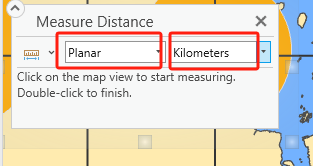 Measure Distance
Planar Kilometers
Click on the map view to start measuring.
Double-click to finish.